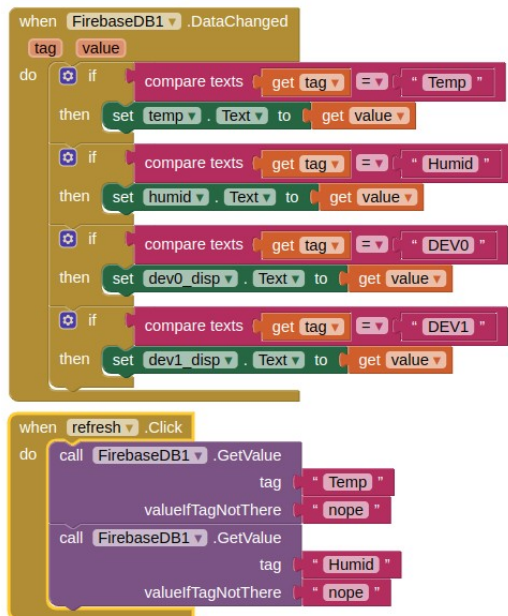 when FirebaseDB1 .DataChanged
tag value
do if compare texts get tag = " Temp "
then set temp . Text to get value
if compare texts get tag = " Humid "
then set humid . Text to get value
if compare texts get tag = " DEV0 "
then set dev0_disp . Text to get value
if compare texts get tag = " DEV1 "
then set dev1_disp . Text to get value
when refresh .Click
do call FirebaseDB1 .GetValue
tag " Temp "
valueIfTagNotThere " nope "
call FirebaseDB1 .GetValue
tag " Humid "
valueIfTagNotThere " nope "